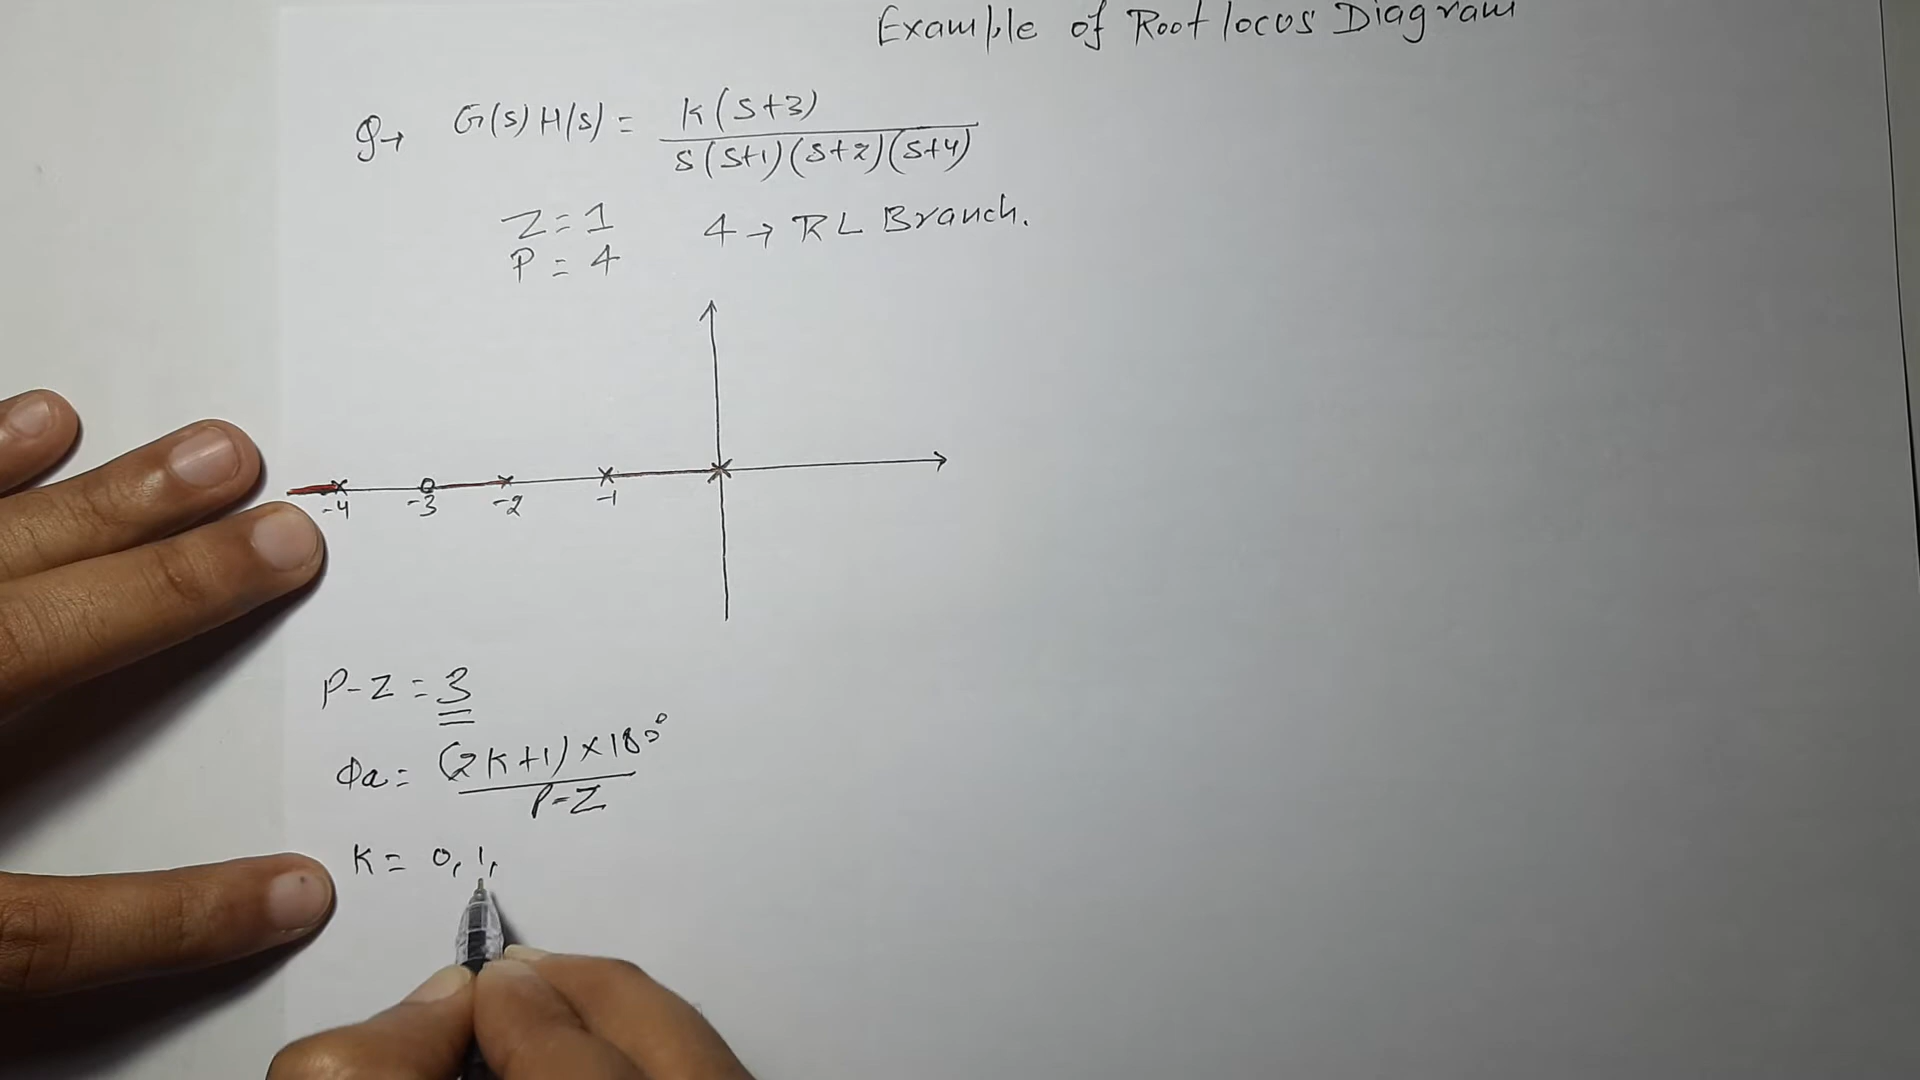 Example of Root locus Diagram
Q→ G(s)H(s) = K(S+3) / S(S+1)(S+2)(S+4)
Z = 1 4 → RL Branch.
P = 4
-4 -3 -2 -1
P-Z = 3
Φa = (2K+1)×180° / P-Z
K = 0, 1,